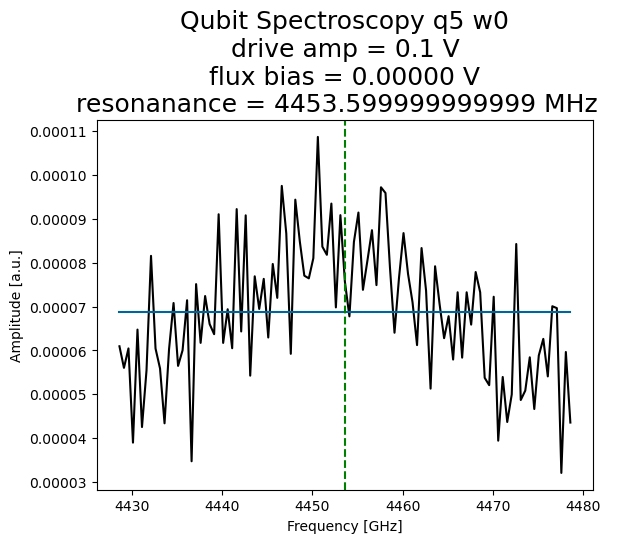 Qubit Spectroscopy q5 w0
drive amp = 0.1 V
flux bias = 0.00000 V
resonanance = 4453.599999999999 MHz
0.00011
0.00010
0.00009
0.00008
0.00007
0.00006
0.00005
0.00004
0.00003
Amplitude [a.u.]
4430 4440 4450 4460 4470 4480
Frequency [GHz]